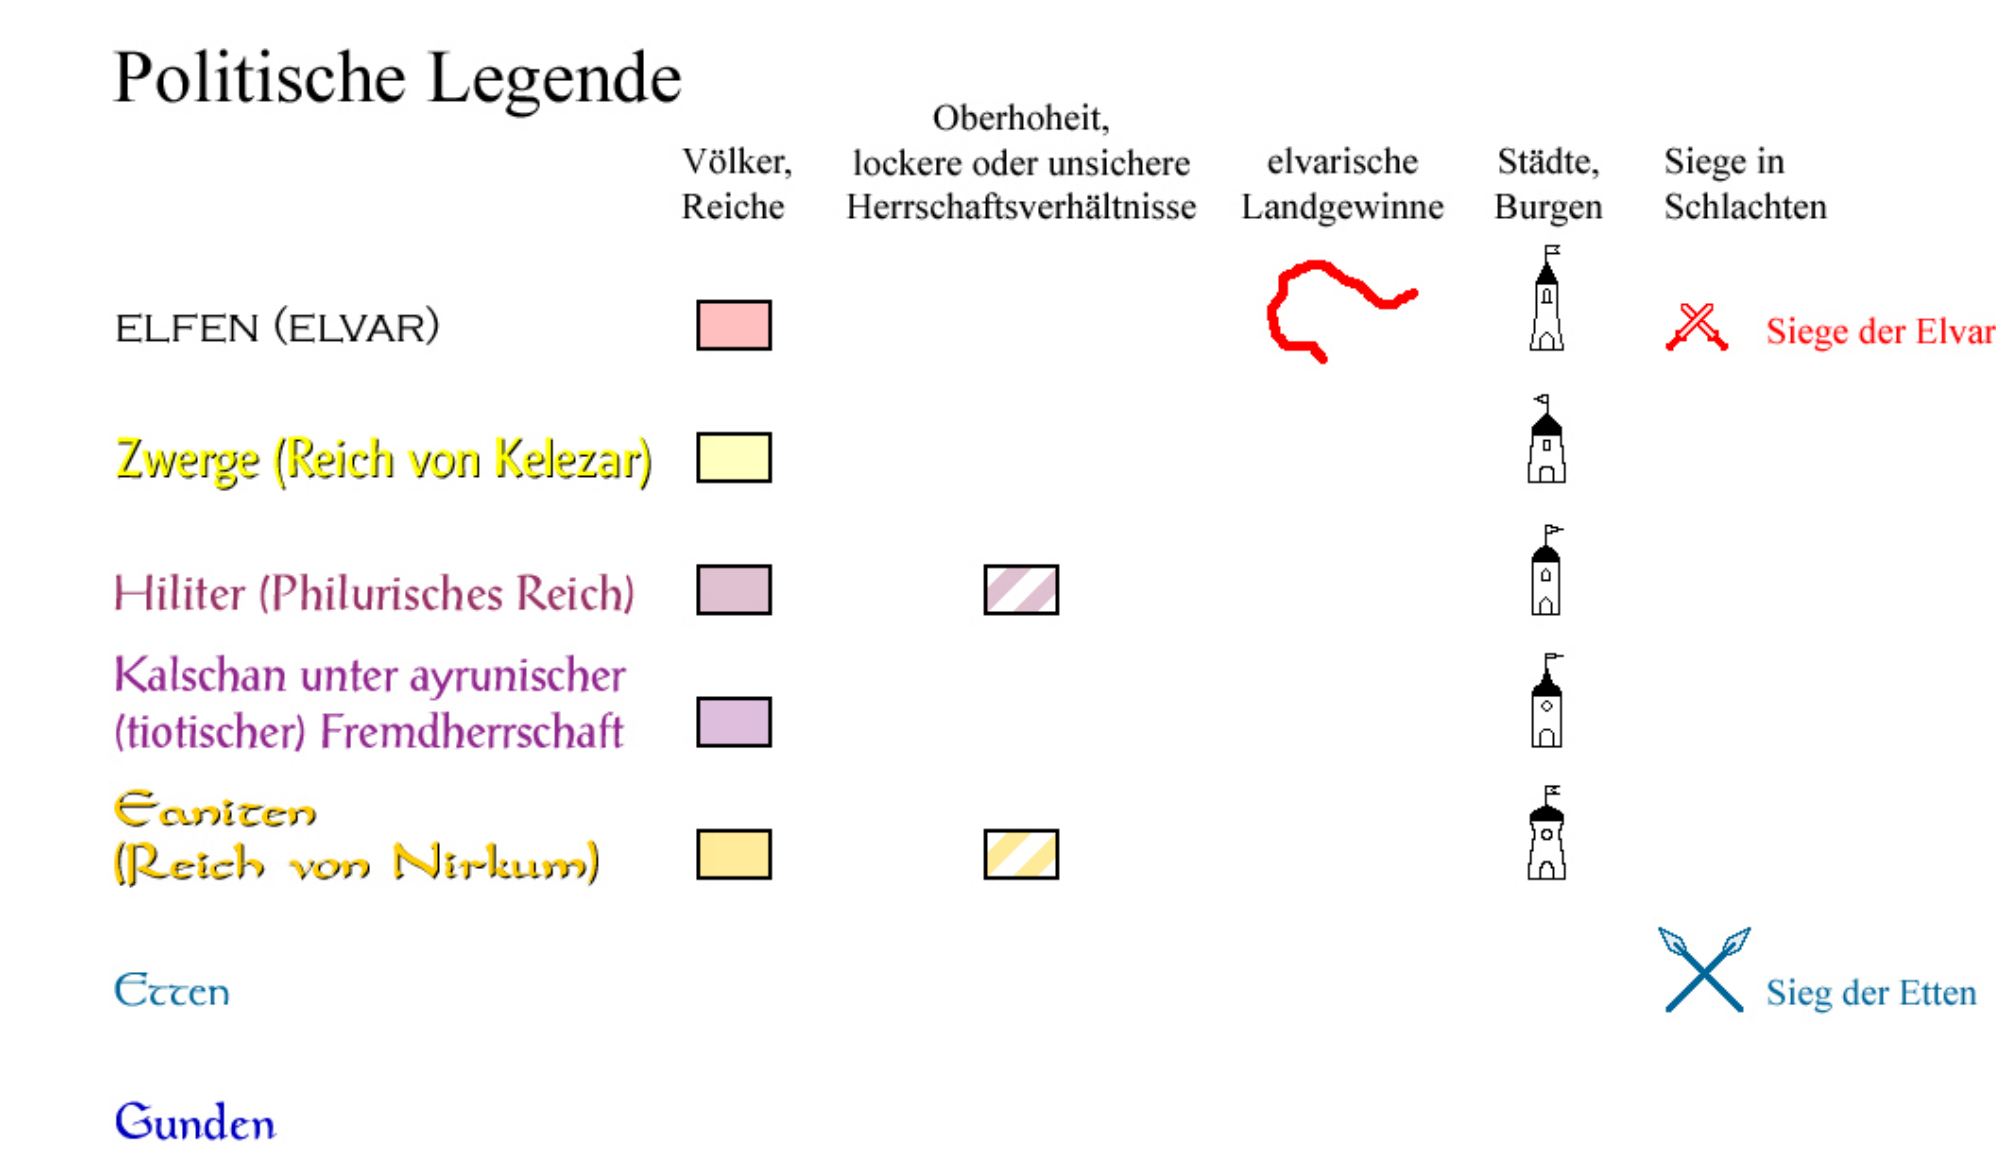 Politische Legende
Völker,
Reiche
Oberhoheit,
lockere oder unsichere
Herrschaftsverhältnisse
elvarische
Landgewinne
Städte,
Burgen
Siege in
Schlachten
ELFEN (ELVAR)
Siege der Elvar
Zwerge (Reich von Kelezar)
Hiliter (Philurisches Reich)
Kalschan unter ayrunischer
(tiotischer) Fremdherrschaft
Eaniten
(Reich von Nirkum)
Etten
Sieg der Etten
Gunden